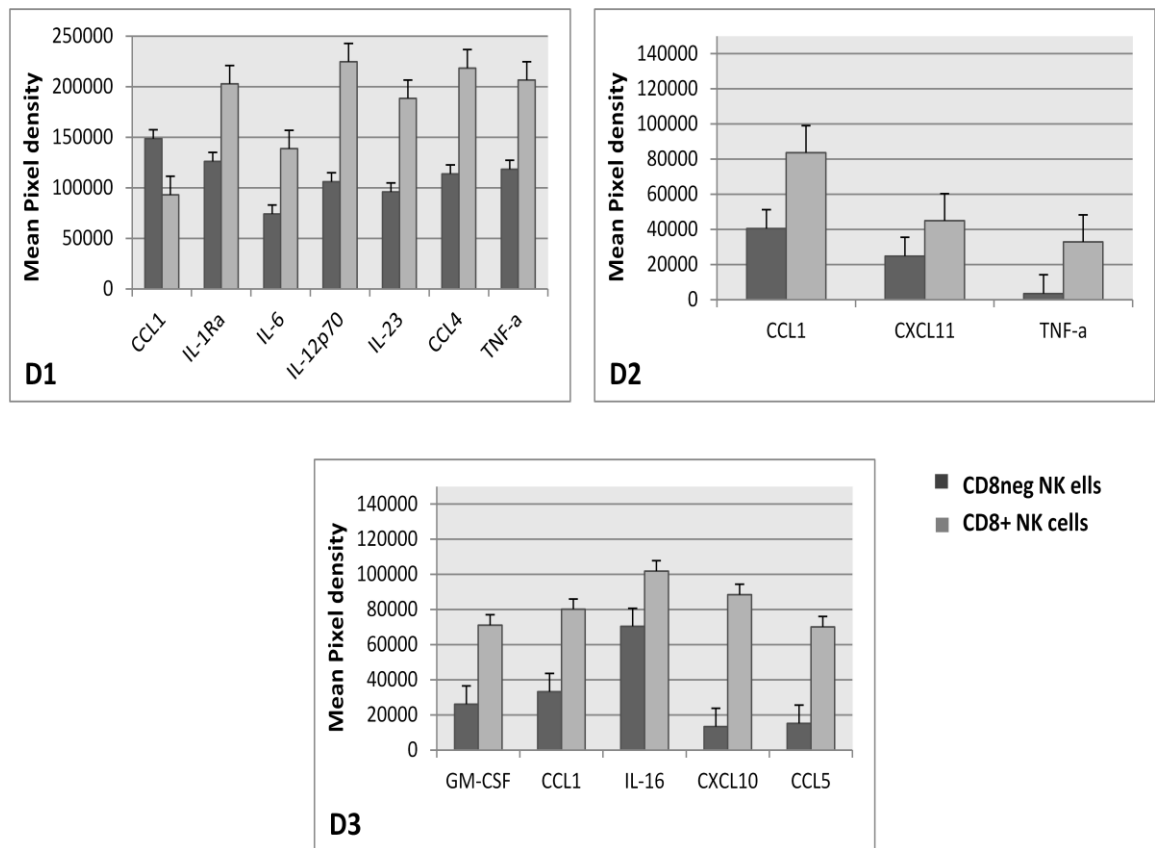 Mean Pixel density
250000
200000
150000
100000
50000
0
CCL1 IL-1Ra IL-6 IL-12p70 IL-23 CCL4 TNF-a
D1
Mean Pixel density
140000
120000
100000
80000
60000
40000
20000
0
CCL1 CXCL11 TNF-a
D2
Mean Pixel density
140000
120000
100000
80000
60000
40000
20000
0
GM-CSF CCL1 IL-16 CXCL10 CCL5
D3
CD8neg NK ells
CD8+ NK cells